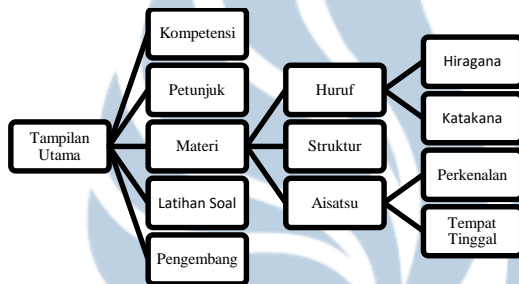 Tampilan
Utama
Kompetensi
Petunjuk
Materi
Latihan Soal
Pengembang
Huruf
Struktur
Aisatsu
Hiragana
Katakana
Perkenalan
Tempat
Tinggal